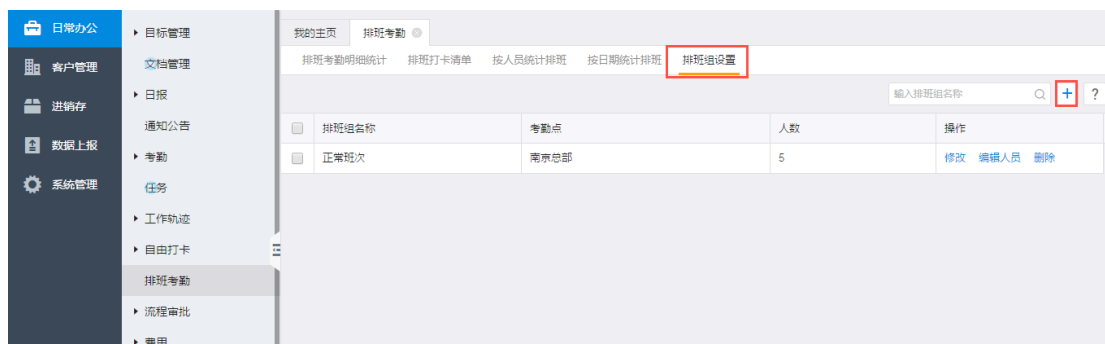 日常办公
客户管理
进销存
数据上报
系统管理
目标管理
文档管理
日报
通知公告
考勤
任务
工作轨迹
自由打卡
排班考勤
流程审批
费用
我的主页 排班考勤
排班考勤明细统计 排班打卡清单 按人员统计排班 按日期统计排班 排班组设置
输入排班组名称 + ?
排班组名称 考勤点 人数 操作
正常班次 南京总部 5 修改 编辑人员 删除